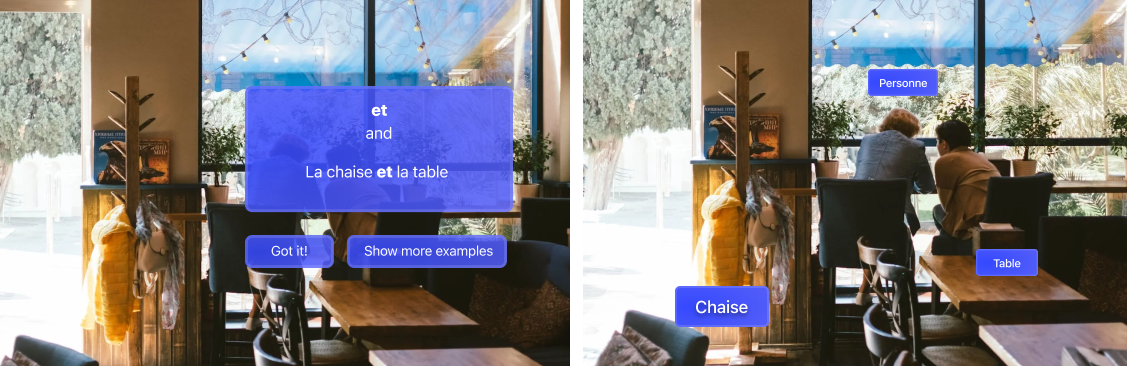 et
and
La chaise et la table
Got it!
Show more examples
Personne
Table
Chaise